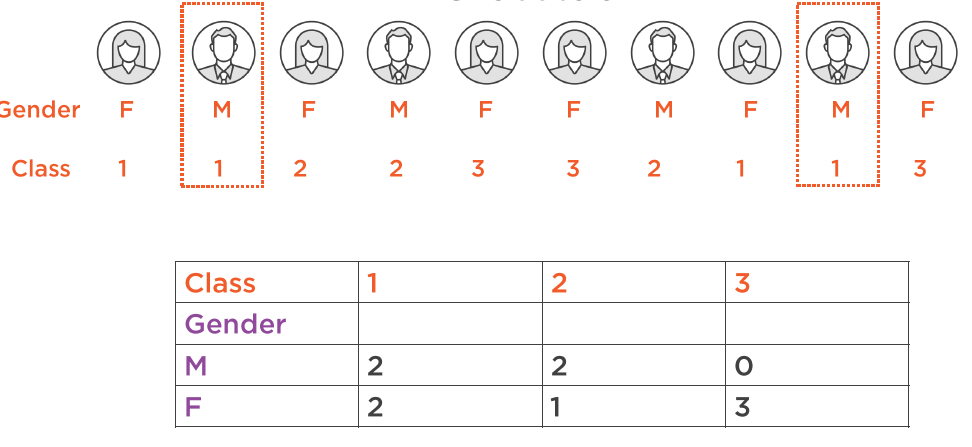 Gender F M F M F F M F M F
Class 1 1 2 2 3 3 2 1 1 3
Class 1 2 3
Gender
M 2 2 0
F 2 1 3